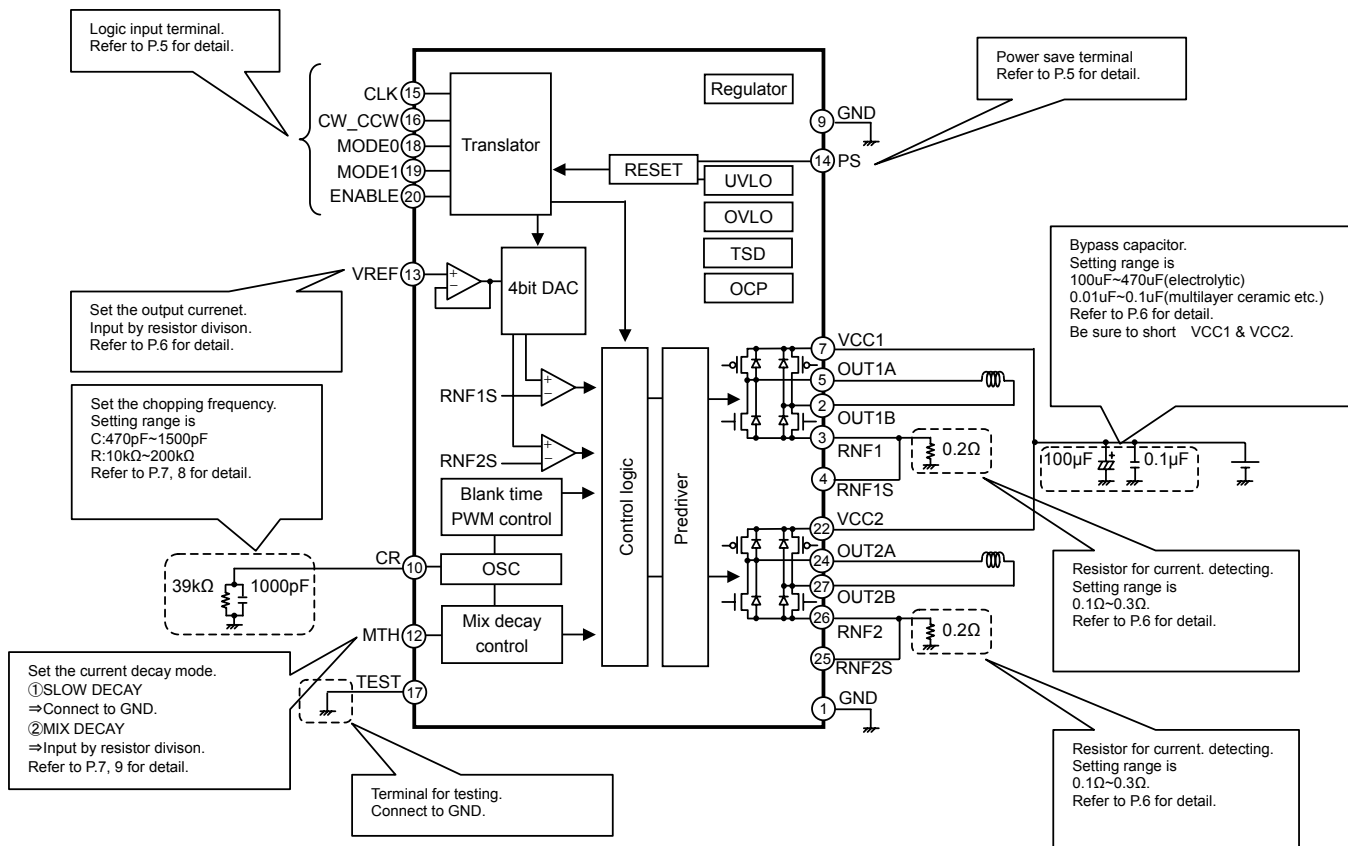 Logic input terminal.
Refer to P.5 for detail.
CLK 15
CW_CCW 16
MODE0 18
MODE1 19
ENABLE 20
Translator
Regulator
Power save terminal
Refer to P.5 for detail.
9 GND
14 PS
RESET
UVLO
OVLO
TSD
OCP
VREF 13
+
−
4bit DAC
Set the output currenet.
Input by resistor divison.
Refer to P.6 for detail.
Bypass capacitor.
Setting range is
100uF~470uF(electrolytic)
0.01uF~0.1uF(multilayer ceramic etc.)
Refer to P.6 for detail.
Be sure to short VCC1 & VCC2.
Set the chopping frequency.
Setting range is
C:470pF~1500pF
R:10kΩ~200kΩ
Refer to P.7, 8 for detail.
RNF1S
+
−
RNF2S
+
−
Blank time
PWM control
OSC
Mix decay
control
Control logic
Predriver
7 VCC1
5 OUT1A
2 OUT1B
3 RNF1
4 RNF1S
0.2Ω
100µF
+
0.1µF
22 VCC2
24 OUT2A
27 OUT2B
26 RNF2
25 RNF2S
0.2Ω
1 GND
CR 10
39kΩ
1000pF
MTH 12
TEST 17
Set the current decay mode.
①SLOW DECAY
⇒Connect to GND.
②MIX DECAY
⇒Input by resistor divison.
Refer to P.7, 9 for detail.
Terminal for testing.
Connect to GND.
Resistor for current. detecting.
Setting range is
0.1Ω~0.3Ω.
Refer to P.6 for detail.
Resistor for current. detecting.
Setting range is
0.1Ω~0.3Ω.
Refer to P.6 for detail.